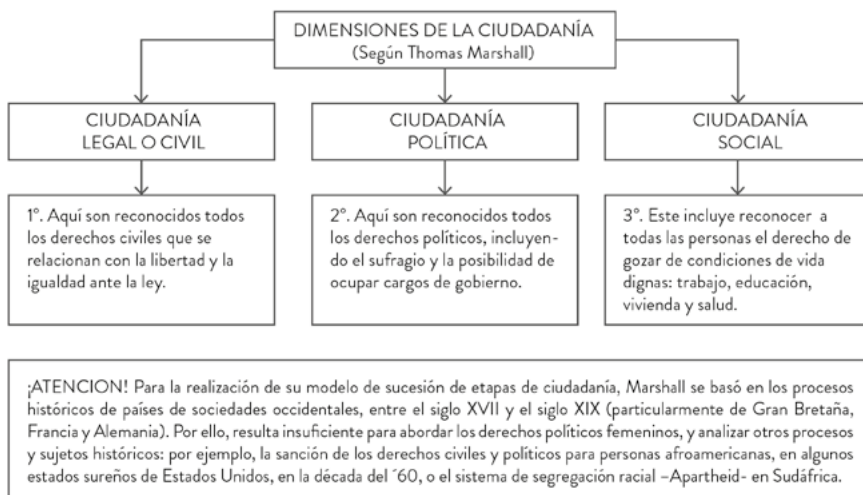 DIMENSIONES DE LA CIUDADANÍA
(Según Thomas Marshall)
CIUDADANÍA
LEGAL O CIVIL
1°. Aquí son reconocidos todos
los derechos civiles que se
relacionan con la libertad y la
igualdad ante la ley.
CIUDADANÍA
POLÍTICA
2°. Aquí son reconocidos todos
los derechos políticos, incluyen-
do el sufragio y la posibilidad de
ocupar cargos de gobierno.
CIUDADANÍA
SOCIAL
3°. Este incluye reconocer a
todas las personas el derecho de
gozar de condiciones de vida
dignas: trabajo, educación,
vivienda y salud.
¡ATENCION! Para la realización de su modelo de sucesión de etapas de ciudadanía, Marshall se basó en los procesos
históricos de países de sociedades occidentales, entre el siglo XVII y el siglo XIX (particularmente de Gran Bretaña,
Francia y Alemania). Por ello, resulta insuficiente para abordar los derechos políticos femeninos, y analizar otros procesos
y sujetos históricos: por ejemplo, la sanción de los derechos civiles y políticos para personas afroamericanas, en algunos
estados sureños de Estados Unidos, en la década del ´60, o el sistema de segregación racial –Apartheid- en Sudáfrica.